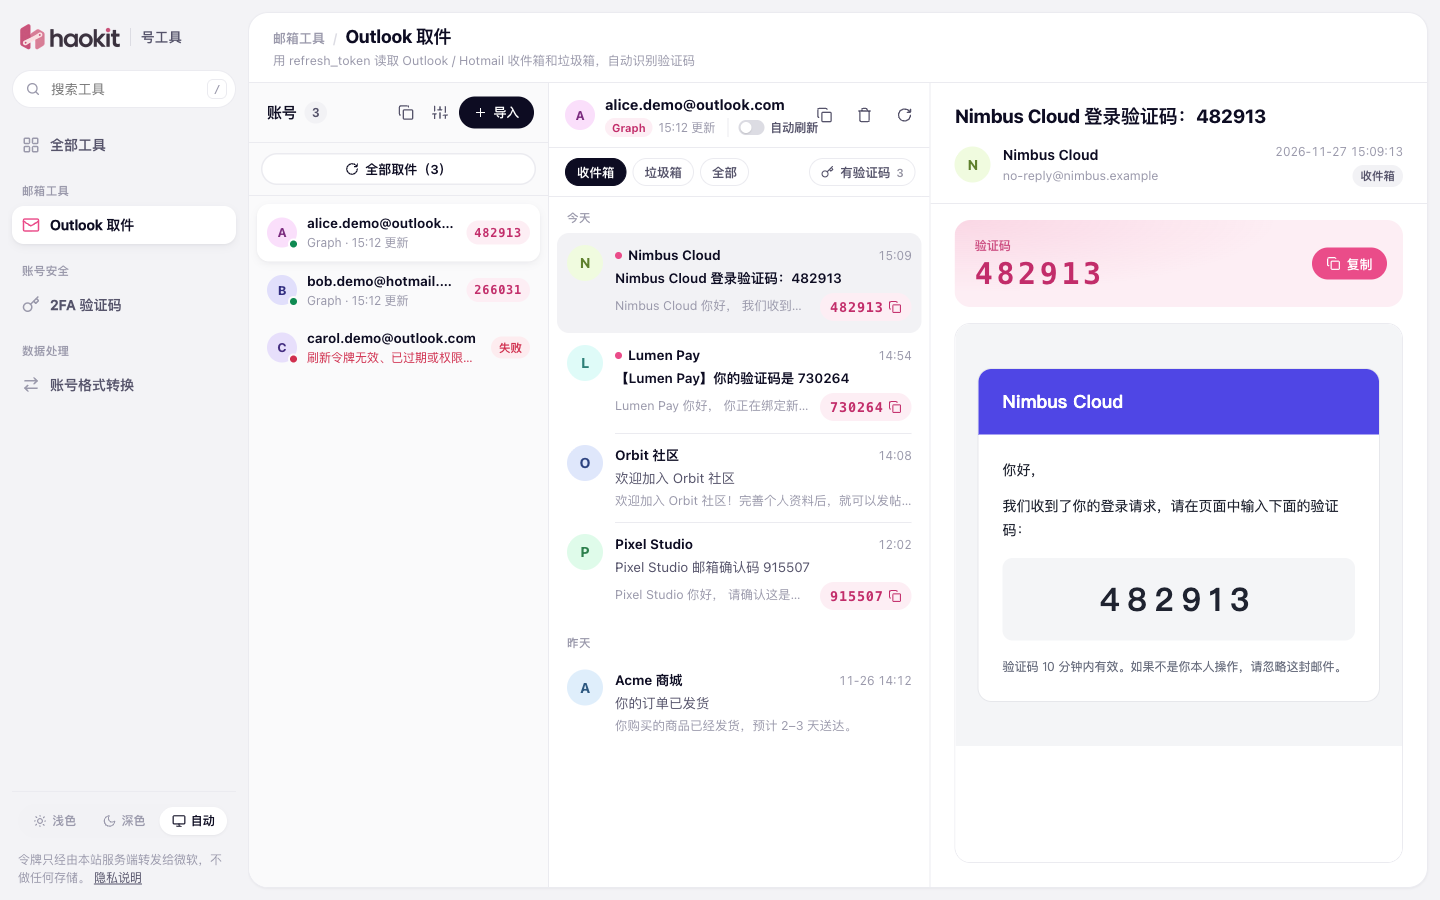 haokit 号工具
搜索工具 /
全部工具
邮箱工具
Outlook 取件
账号安全
2FA 验证码
数据处理
账号格式转换
浅色 深色 自动
令牌只经由本站服务端转发给微软，不
做任何存储。 隐私说明
邮箱工具 / Outlook 取件
用 refresh_token 读取 Outlook / Hotmail 收件箱和垃圾箱，自动识别验证码
账号 3 导入
全部取件（3）
A alice.demo@outlook... 482913
Graph · 15:12 更新
B bob.demo@hotmail.... 266031
Graph · 15:12 更新
C carol.demo@outlook.com 失败
刷新令牌无效、已过期或权限...
A alice.demo@outlook.com
Graph 15:12 更新 自动刷新
收件箱 垃圾箱 全部 有验证码 3
今天
N Nimbus Cloud 15:09
Nimbus Cloud 登录验证码：482913
Nimbus Cloud 你好， 我们收到... 482913
L Lumen Pay 14:54
【Lumen Pay】你的验证码是 730264
Lumen Pay 你好， 你正在绑定新... 730264
O Orbit 社区 14:08
欢迎加入 Orbit 社区
欢迎加入 Orbit 社区！完善个人资料后，就可以发帖...
P Pixel Studio 12:02
Pixel Studio 邮箱确认码 915507
Pixel Studio 你好， 请确认这是... 915507
昨天
A Acme 商城 11-26 14:12
你的订单已发货
你购买的商品已经发货，预计 2–3 天送达。
Nimbus Cloud 登录验证码：482913
N Nimbus Cloud 2026-11-27 15:09:13
no-reply@nimbus.example 收件箱
验证码
482913 复制
Nimbus Cloud
你好，
我们收到了你的登录请求，请在页面中输入下面的验证
码：
482913
验证码 10 分钟内有效。如果不是你本人操作，请忽略这封邮件。